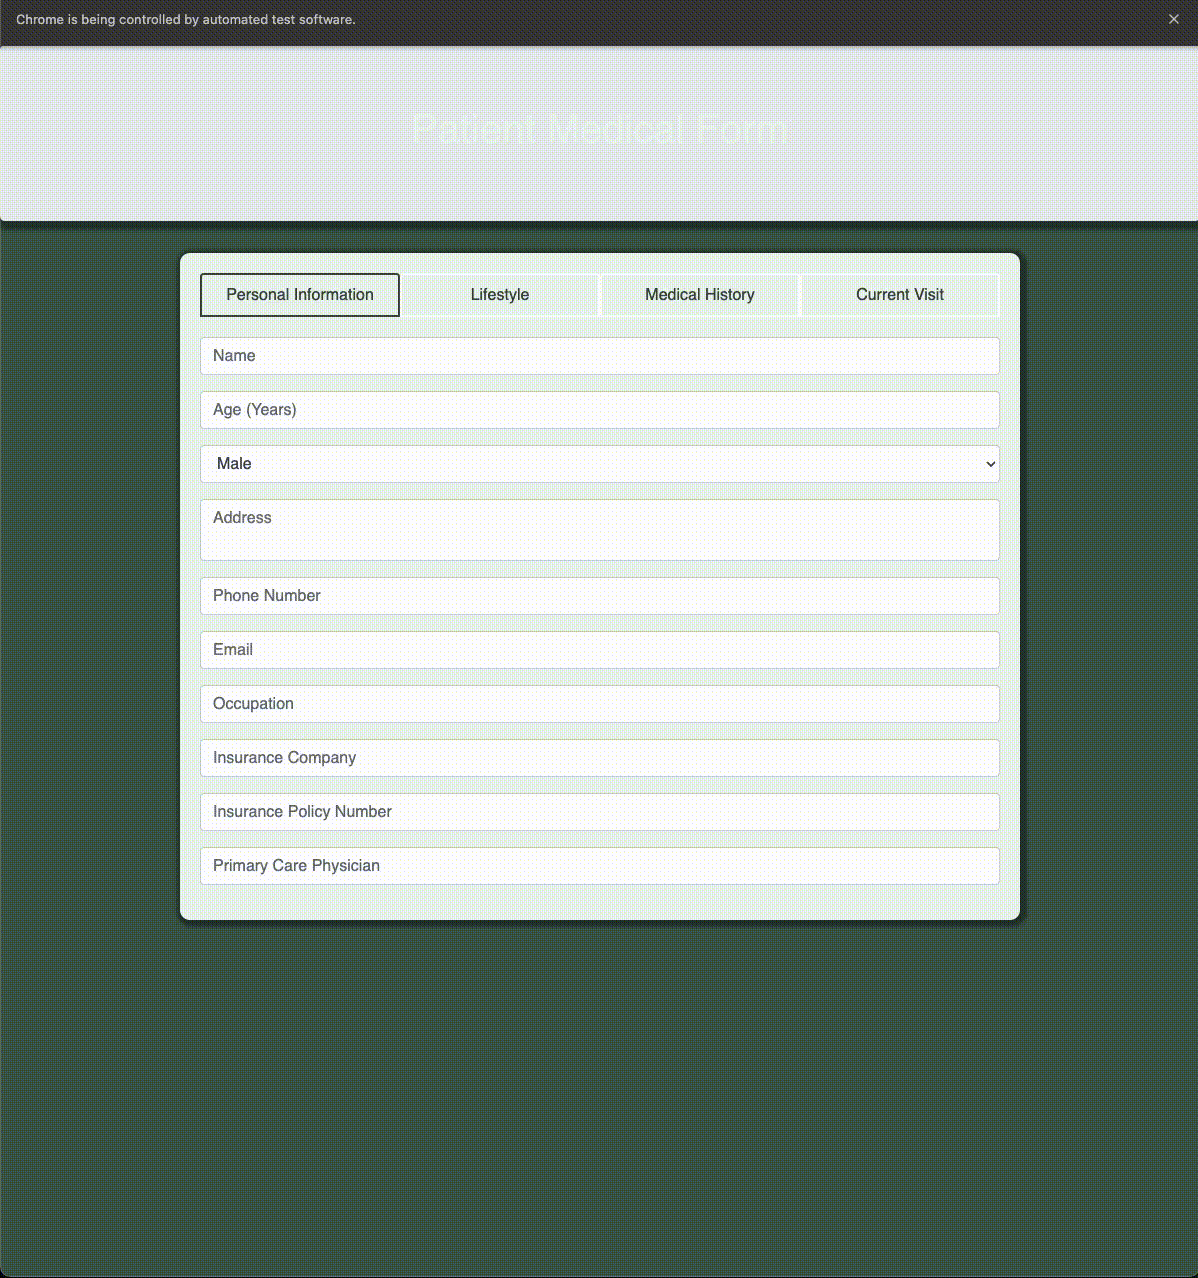 Chrome is being controlled by automated test software.
Patient Medical Form
Personal Information
Lifestyle
Medical History
Current Visit
Name
Age (Years)
Male
Address
Phone Number
Email
Occupation
Insurance Company
Insurance Policy Number
Primary Care Physician